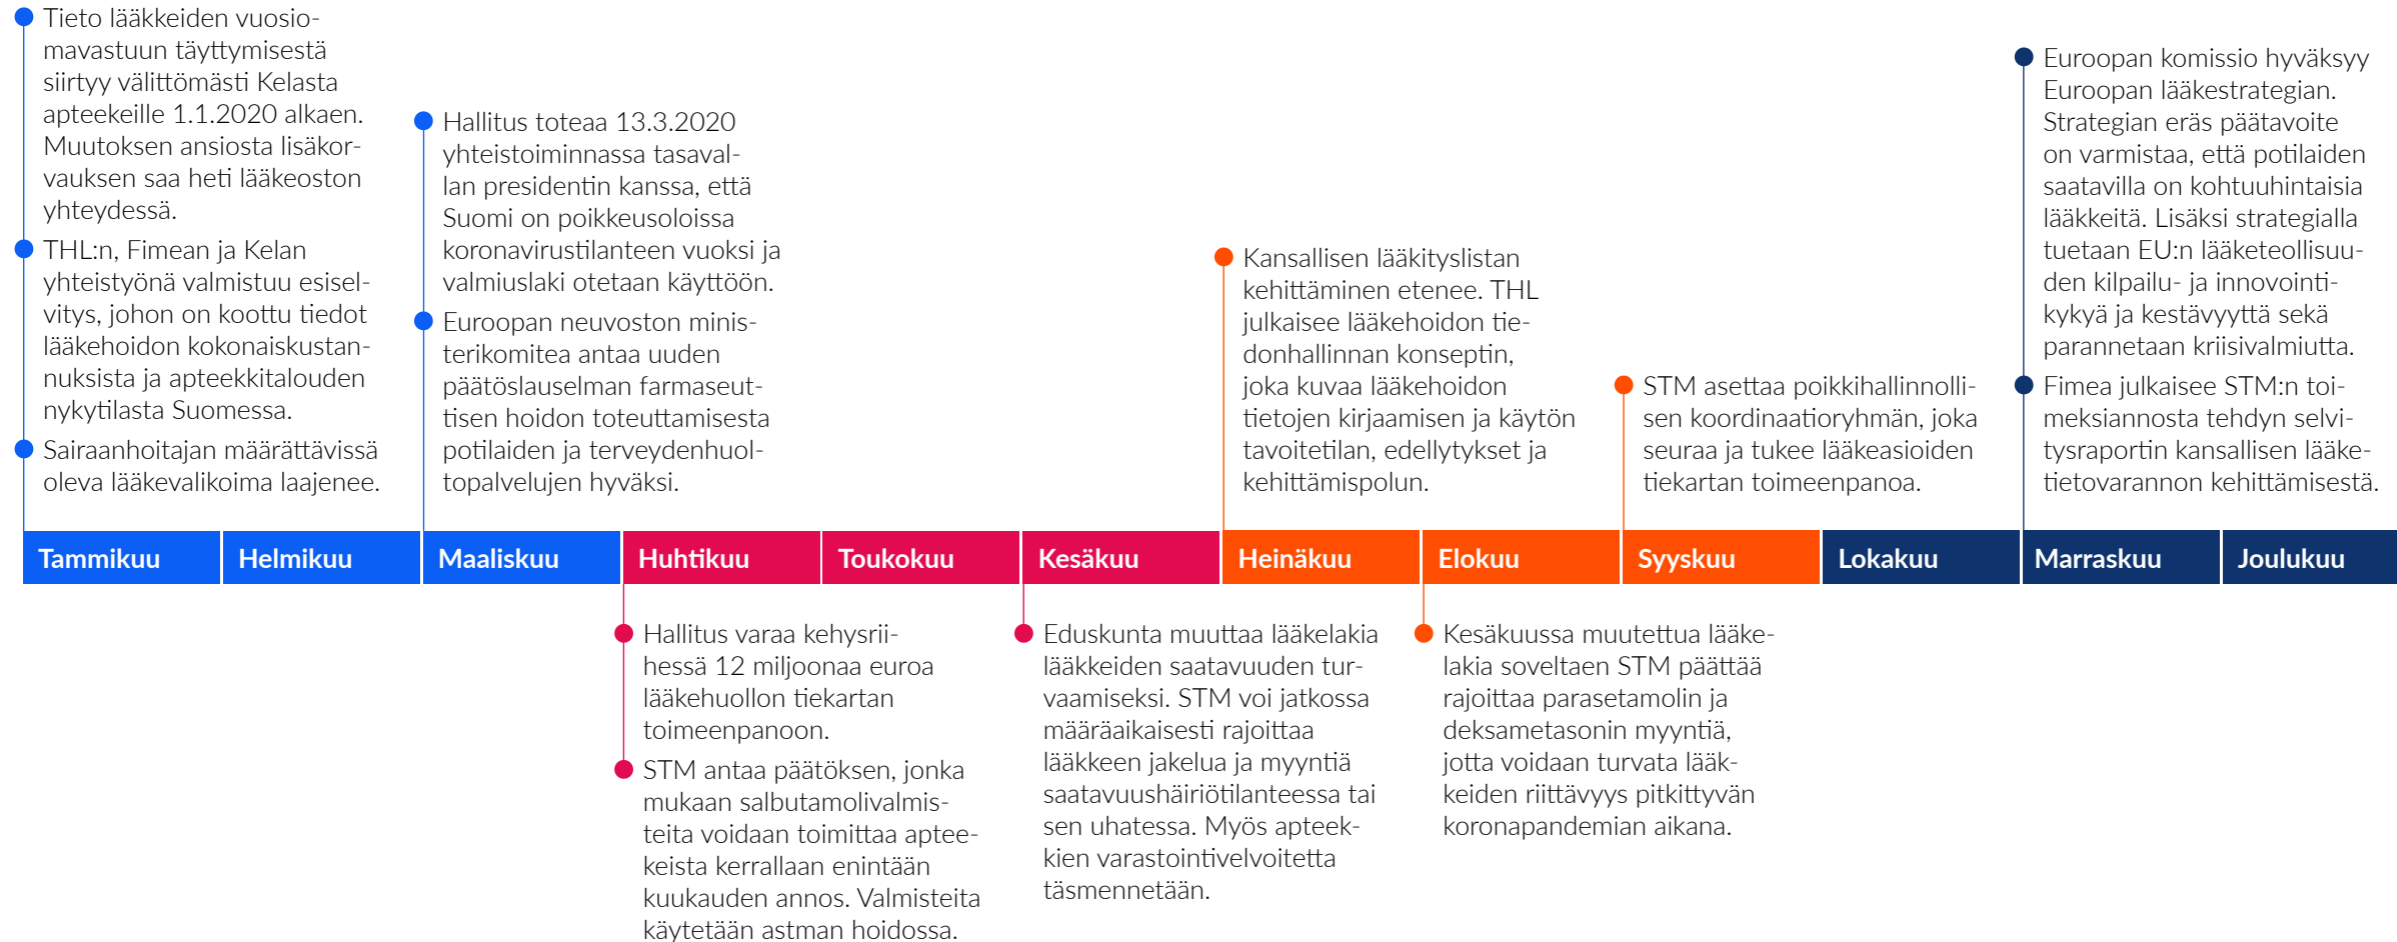 Tieto lääkkeiden vuosio-
mavastuun täyttymisestä
siirtyy välittömästi Kelasta
apteekeille 1.1.2020 alkaen.
Muutoksen ansiosta lisäkor-
vauksen saa heti lääkeoston
yhteydessä.
THL:n, Fimean ja Kelan
yhteistyönä valmistuu esisel-
vitys, johon on koottu tiedot
lääkehoidon kokonaiskustan-
nuksista ja apteekkitalouden
nykytilasta Suomessa.
Sairaanhoitajan määrättävissä
oleva lääkevalikoima laajenee.
Hallitus toteaa 13.3.2020
yhteistoiminnassa tasaval-
lan presidentin kanssa, että
Suomi on poikkeusoloissa
koronavirustilanteen vuoksi ja
valmiuslaki otetaan käyttöön.
Euroopan neuvoston minis-
terikomitea antaa uuden
päätöslauselman farmaseut-
tisen hoidon toteuttamisesta
potilaiden ja terveydenhuol-
topalvelujen hyväksi.
Kansallisen lääkityslistan
kehittäminen etenee. THL
julkaisee lääkehoidon tie-
donhallinnan konseptin,
joka kuvaa lääkehoidon
tietojen kirjaamisen ja käytön
tavoitetilan, edellytykset ja
kehittämispolun.
STM asettaa poikkihallinnolli-
sen koordinaatioryhmän, joka
seuraa ja tukee lääkeasioiden
tiekartan toimeenpanoa.
Euroopan komissio hyväksyy
Euroopan lääkestrategian.
Strategian eräs päätavoite
on varmistaa, että potilaiden
saatavilla on kohtuuhintaisia
lääkkeitä. Lisäksi strategialla
tuetaan EU:n lääketeollisuu-
den kilpailu- ja innovointi-
kykyä ja kestävyyttä sekä
parannetaan kriisivalmiutta.
Fimea julkaisee STM:n toi-
meksiannosta tehdyn selvi-
tysraportin kansallisen lääke-
tietovarannon kehittämisestä.
Tammikuu
Helmikuu
Maaliskuu
Huhtikuu
Toukokuu
Kesäkuu
Heinäkuu
Elokuu
Syyskuu
Lokakuu
Marraskuu
Joulukuu
Hallitus varaa kehysrii-
hessä 12 miljoonaa euroa
lääkehuollon tiekartan
toimeenpanoon.
STM antaa päätöksen, jonka
mukaan salbutamolivalmis-
teita voidaan toimittaa aptee-
keista kerrallaan enintään
kuukauden annos. Valmisteita
käytetään astman hoidossa.
Eduskunta muuttaa lääkelakia
lääkkeiden saatavuuden tur-
vaamiseksi. STM voi jatkossa
määräaikaisesti rajoittaa
lääkkeen jakelua ja myyntiä
saatavuushäiriötilanteessa tai
sen uhatessa. Myös apteek-
kien varastointivelvoitetta
täsmennetään.
Kesäkuussa muutettua lääke-
lakia soveltaen STM päättää
rajoittaa parasetamolin ja
deksametasonin myyntiä,
jotta voidaan turvata lääk-
keiden riittävyys pitkittyvän
koronapandemian aikana.